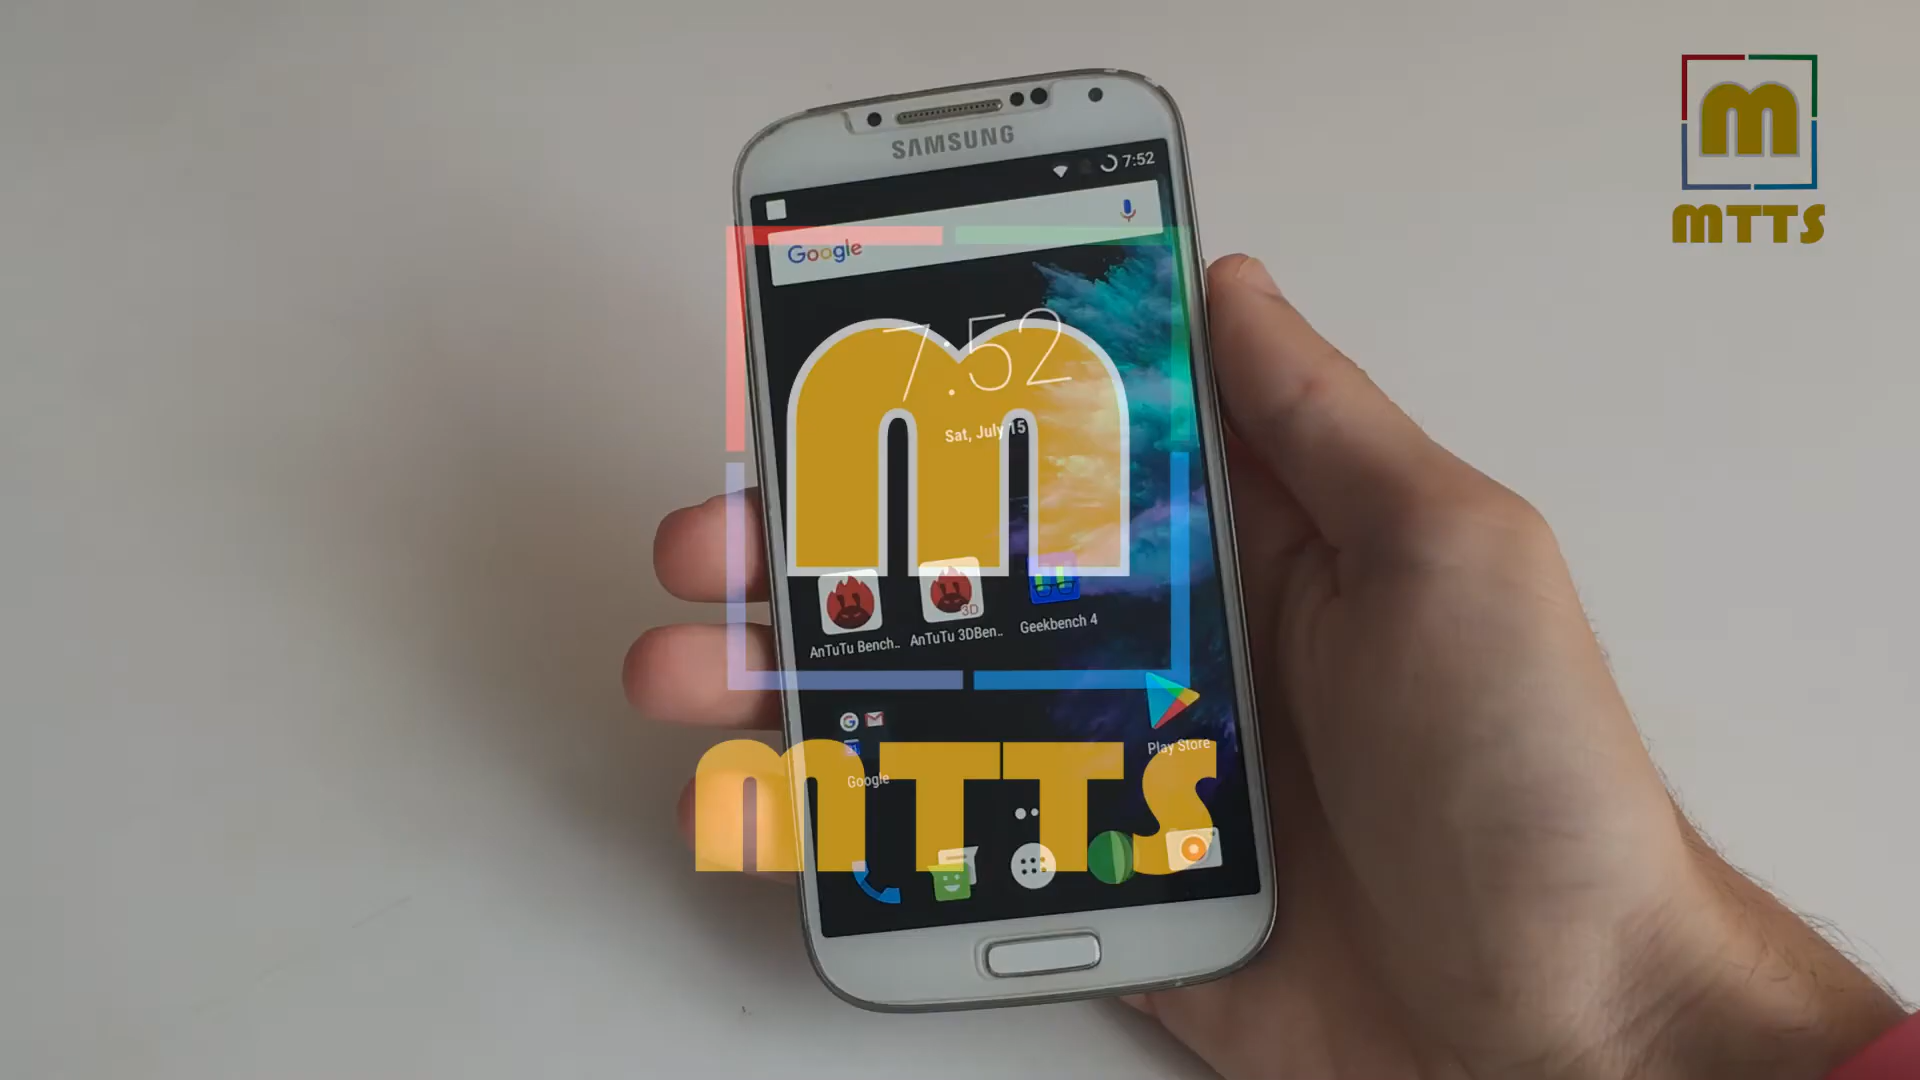 SAMSUNG
7:52
Google
7:52
Sat, July 15
AnTuTu Bench..
AnTuTu 3DBen..
Geekbench 4
3D
Google
Play Store
M
MTTS
M
MTTS